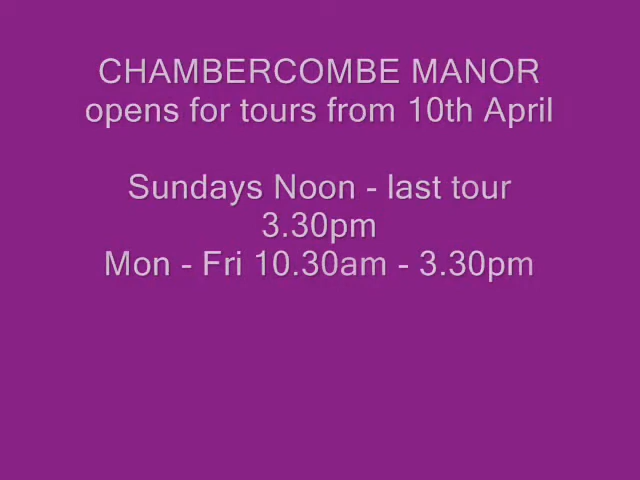 CHAMBERCOMBE MANOR
opens for tours from 10th April
Sundays Noon - last tour
3.30pm
Mon - Fri 10.30am - 3.30pm